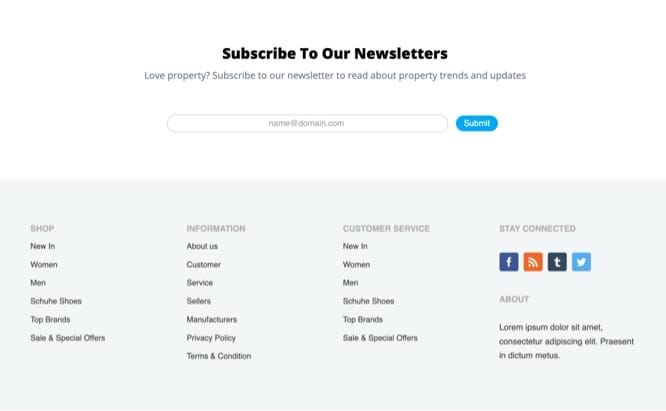 Subscribe To Our Newsletters
Love property? Subscribe to our newsletter to read about property trends and updates
name@domain.com
Submit
SHOP
New In
Women
Men
Schuhe Shoes
Top Brands
Sale & Special Offers
INFORMATION
About us
Customer
Service
Sellers
Manufacturers
Privacy Policy
Terms & Condition
CUSTOMER SERVICE
New In
Women
Men
Schuhe Shoes
Top Brands
Sale & Special Offers
STAY CONNECTED
f
t
ABOUT
Lorem ipsum dolor sit amet,
consectetur adipiscing elit. Praesent
in dictum metus.